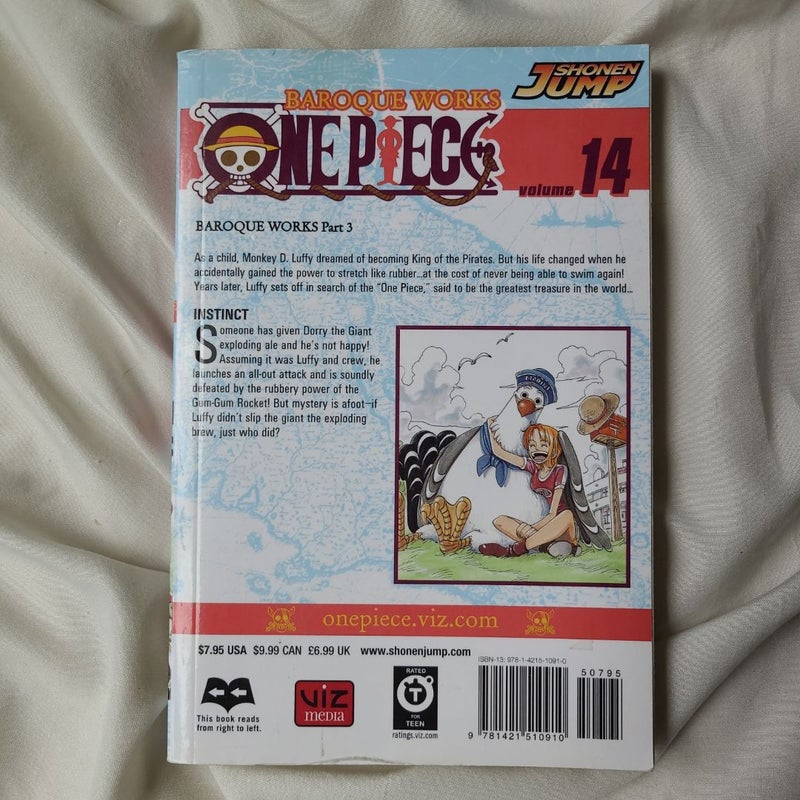 SHONEN
JUMP
BAROQUE WORKS
ONE PIECE
volume 14
BAROQUE WORKS Part 3
As a child, Monkey D. Luffy dreamed of becoming King of the Pirates. But his life changed when he
accidentally gained the power to stretch like rubber...at the cost of never being able to swim again!
Years later, Luffy sets off in search of the "One Piece," said to be the greatest treasure in the world...
INSTINCT
Someone has given Dorry the Giant
exploding ale and he's not happy!
Assuming it was Luffy and crew, he
launches an all-out attack and is soundly
defeated by the rubbery power of the
Gum-Gum Rocket! But mystery is afoot—if
Luffy didn't slip the giant the exploding
brew, just who did?
onepiece.viz.com
$7.95 USA $9.99 CAN £6.99 UK www.shonenjump.com
ISBN-13: 978-1-4215-1091-0
50795
This book reads
from right to left.
VIZ
MEDIA
RATED
T
FOR
TEEN
ratings.viz.com
9 781421 510910